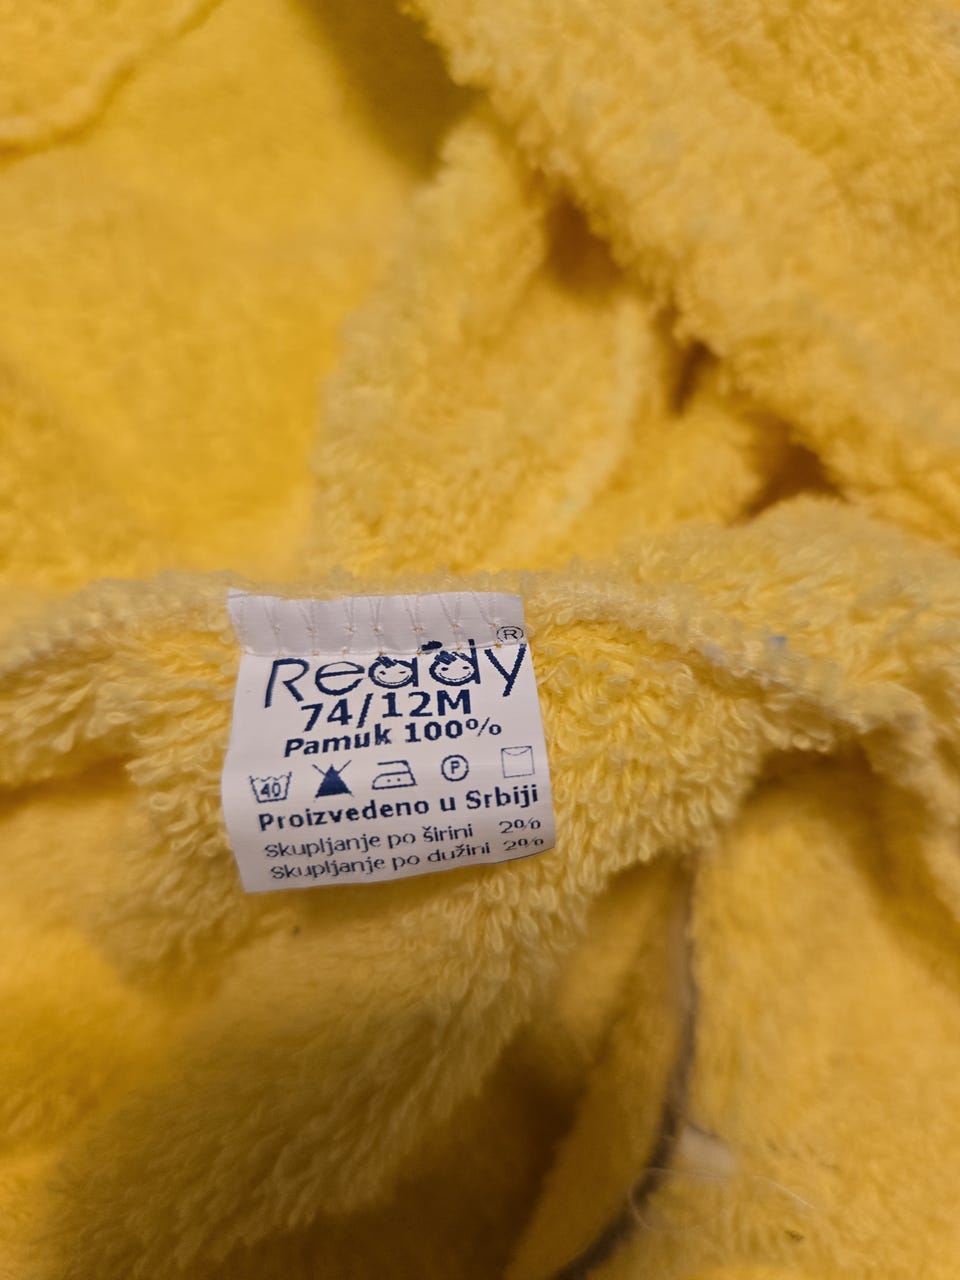 Ready ®
74/12M
Pamuk 100%
40 P
Proizvedeno u Srbiji
Skupljanje po širini 2%
Skupljanje po dužini 2%